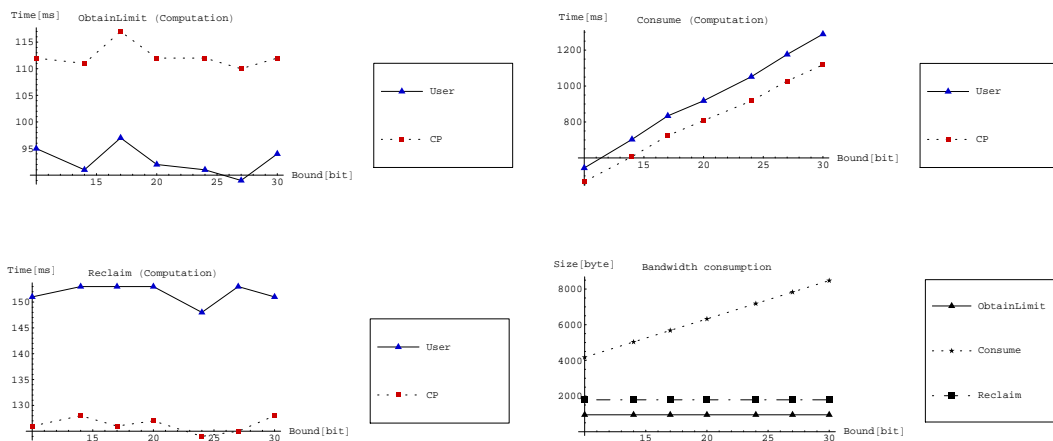 Time[ms]
ObtainLimit (Computation)
115
110
105
100
95
15
20
25
30
Bound[bit]
User
CP
Time[ms]
Consume (Computation)
1200
1000
800
15
20
25
30
Bound[bit]
User
CP
Time[ms]
Reclaim (Computation)
150
145
140
135
130
15
20
25
30
Bound[bit]
User
CP
Size[byte]
Bandwidth consumption
8000
6000
4000
2000
15
20
25
30
Bound[bit]
ObtainLimit
Consume
Reclaim